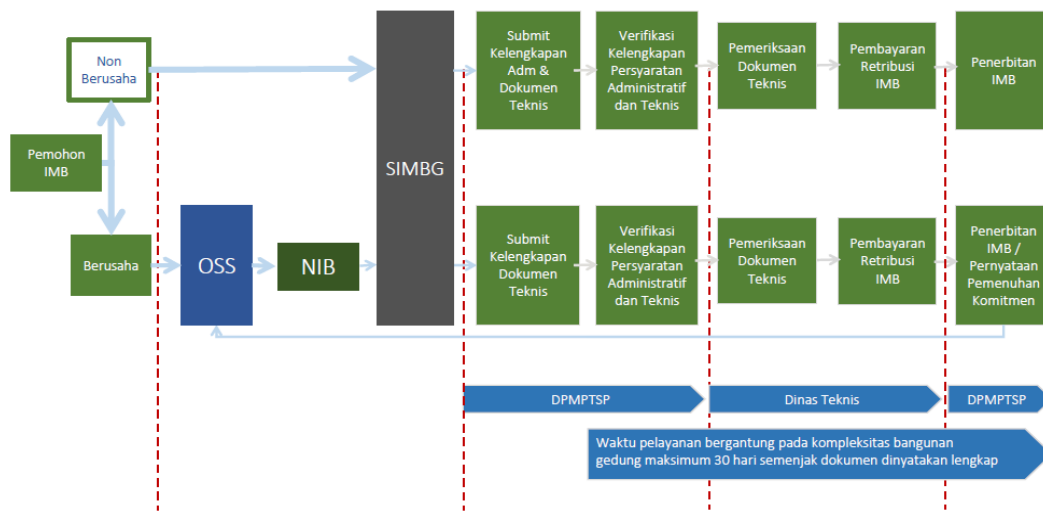 Non
Berusaha
Pemohon
IMB
Berusaha
OSS
NIB
SIMBG
Submit
Kelengkapan
Adm &
Dokumen
Teknis
Verifikasi
Kelengkapan
Persyaratan
Administratif
dan Teknis
Pemeriksaan
Dokumen
Teknis
Pembayaran
Retribusi
IMB
Penerbitan
IMB
Submit
Kelengkapan
Dokumen
Teknis
Verifikasi
Kelengkapan
Persyaratan
Administratif
dan Teknis
Pemeriksaan
Dokumen
Teknis
Pembayaran
Retribusi
IMB
Penerbitan
IMB /
Pernyataan
Pemenuhan
Komitmen
DPMPTSP
Dinas Teknis
DPMPTSP
Waktu pelayanan bergantung pada kompleksitas bangunan
gedung maksimum 30 hari semenjak dokumen dinyatakan lengkap